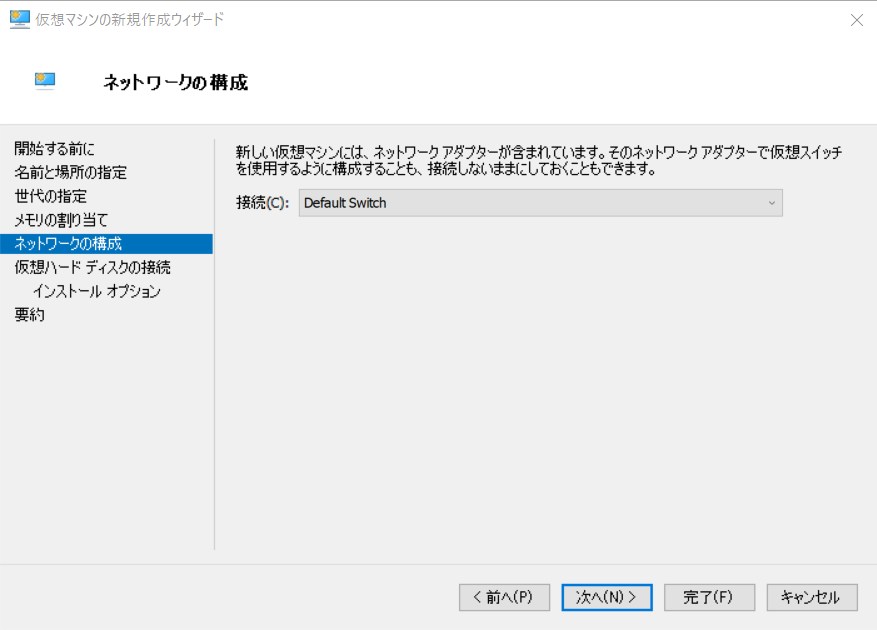 仮想マシンの新規作成ウィザード
ネットワークの構成
開始する前に
名前と場所の指定
世代の指定
メモリの割り当て
ネットワークの構成
仮想ハード ディスクの接続
インストール オプション
要約
新しい仮想マシンには、ネットワーク アダプターが含まれています。そのネットワーク アダプターで仮想スイッチ
を使用するように構成することも、接続しないままにしておくこともできます。
接続(C): Default Switch
< 前へ(P) 次へ(N) > 完了(F) キャンセル